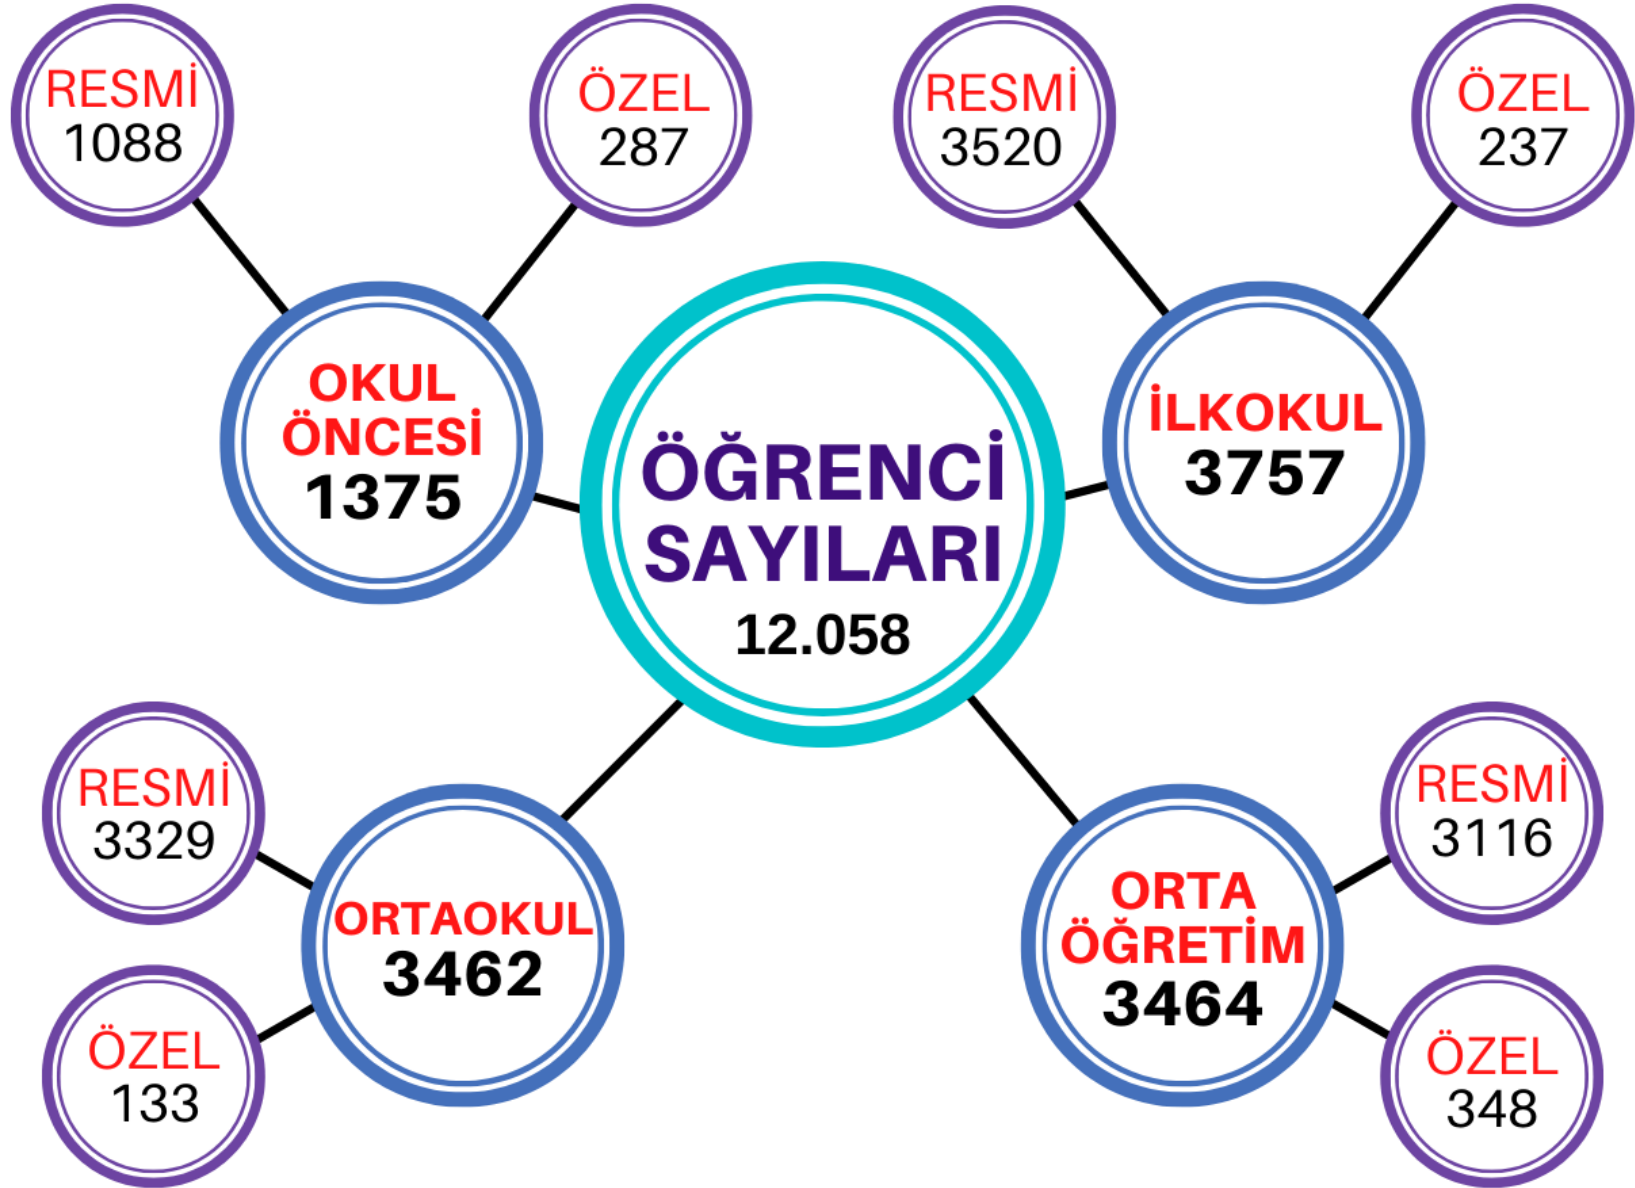 RESMİ
1088
ÖZEL
287
OKUL
ÖNCESİ
1375
RESMİ
3520
ÖZEL
237
İLKOKUL
3757
ÖĞRENCİ
SAYILARI
12.058
RESMİ
3329
ÖZEL
133
ORTAOKUL
3462
ORTA
ÖĞRETİM
3464
RESMİ
3116
ÖZEL
348